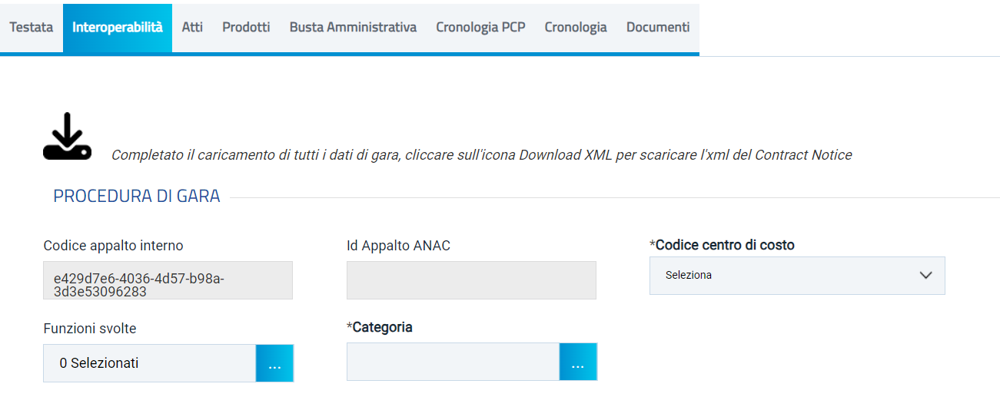 Testata Interoperabilità Atti Prodotti Busta Amministrativa Cronologia PCP Cronologia Documenti
Completato il caricamento di tutti i dati di gara, cliccare sull'icona Download XML per scaricare l'xml del Contract Notice
PROCEDURA DI GARA
Codice appalto interno
e429d7e6-4036-4d57-b98a-
3d3e53096283
Id Appalto ANAC
*Codice centro di costo
Seleziona
Funzioni svolte
0 Selezionati
...
*Categoria
...